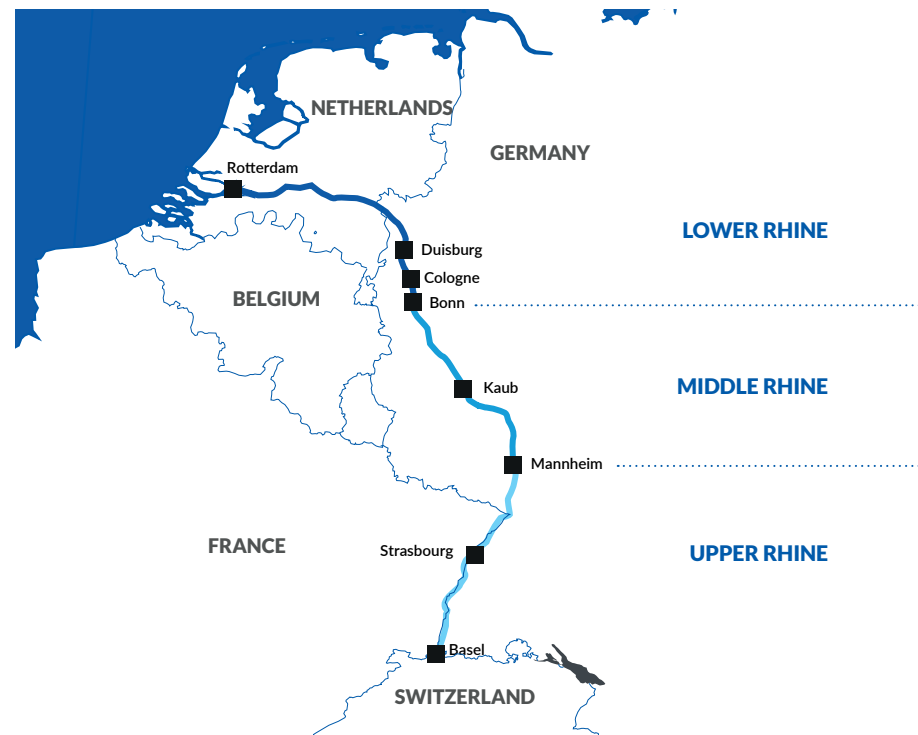 NETHERLANDS
GERMANY
Rotterdam
LOWER RHINE
Duisburg
Cologne
BELGIUM
Bonn
MIDDLE RHINE
Kaub
Mannheim
FRANCE
Strasbourg
UPPER RHINE
Basel
SWITZERLAND